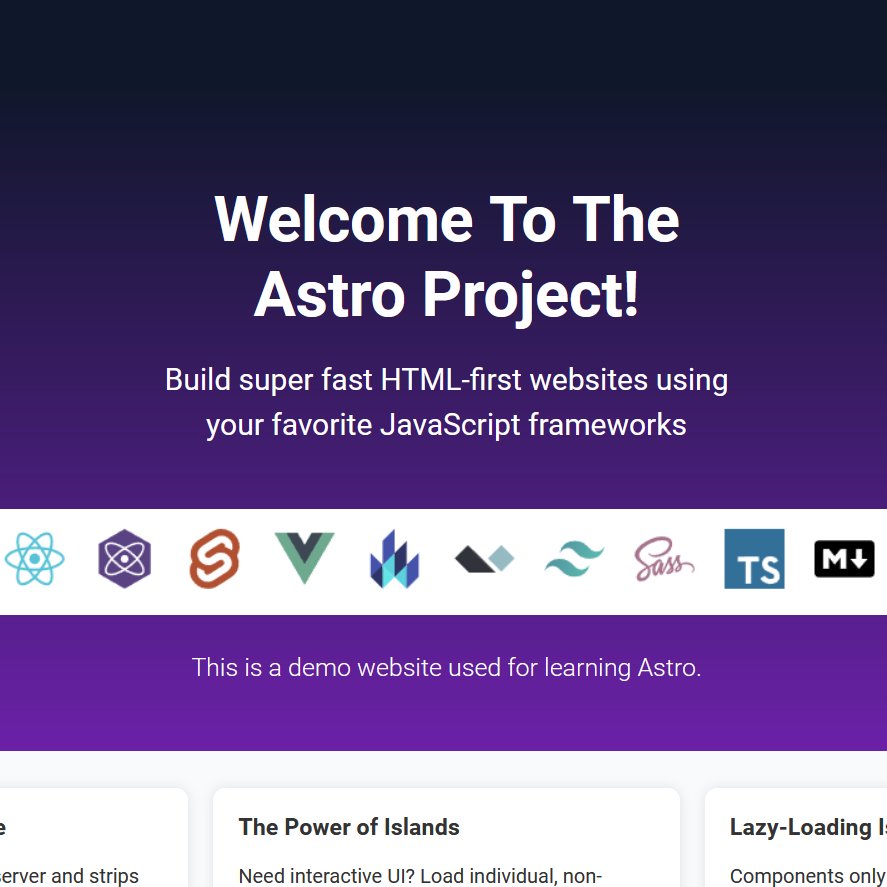 Welcome To The
Astro Project!
Build super fast HTML-first websites using
your favorite JavaScript frameworks
Sass
TS
M
This is a demo website used for learning Astro.
e
The Power of Islands
Lazy-Loading
erver and strips
Need interactive UI? Load individual, non-
Components only